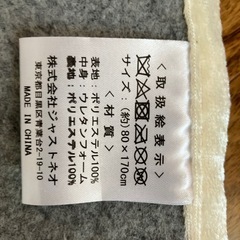 ＜取扱絵表示＞
サイズ：(約)80×170cm
＜材質＞
表地：ポリエステル100%
中身：ウレタンフォーム
裏地：ポリエステル100%
株式会社ジャストネオ
東京都目黒区青葉台2-19-10
MADE IN CHINA